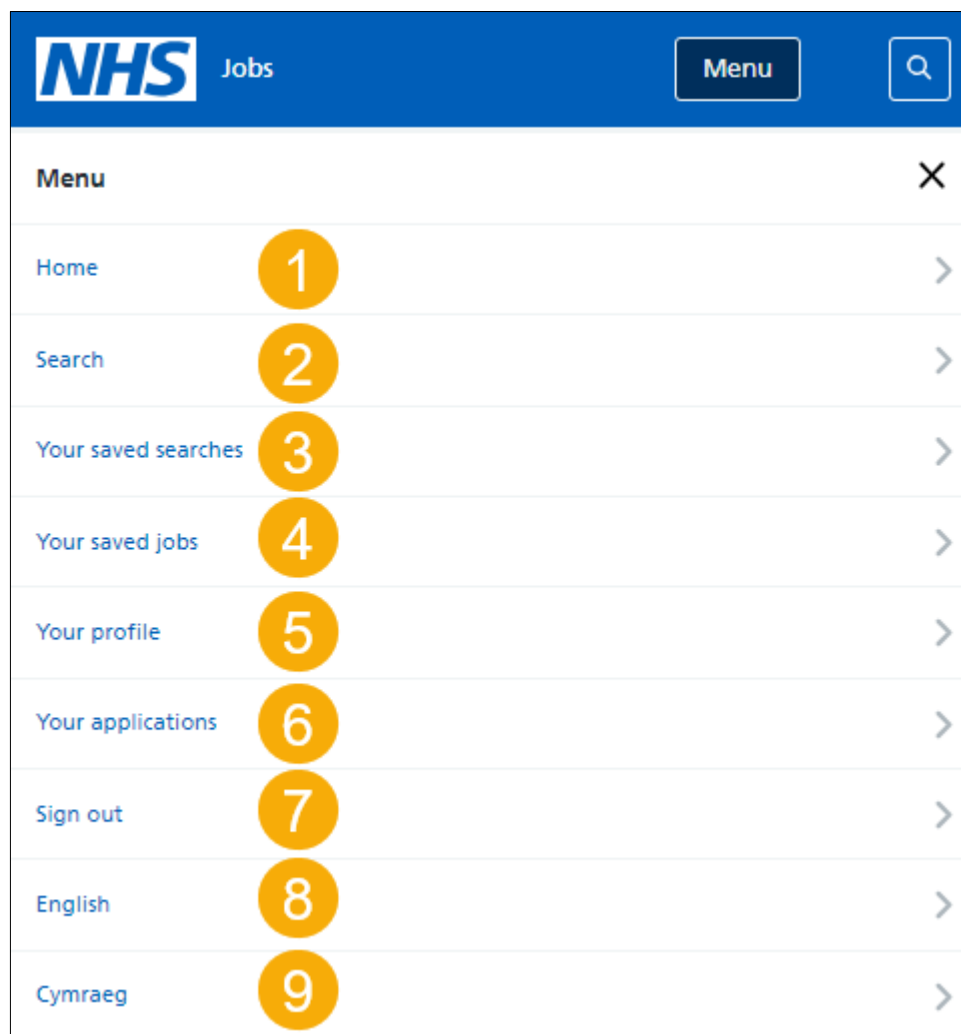 NHS Jobs Menu
Menu
Home 1
Search 2
Your saved searches 3
Your saved jobs 4
Your profile 5
Your applications 6
Sign out 7
English 8
Cymraeg 9